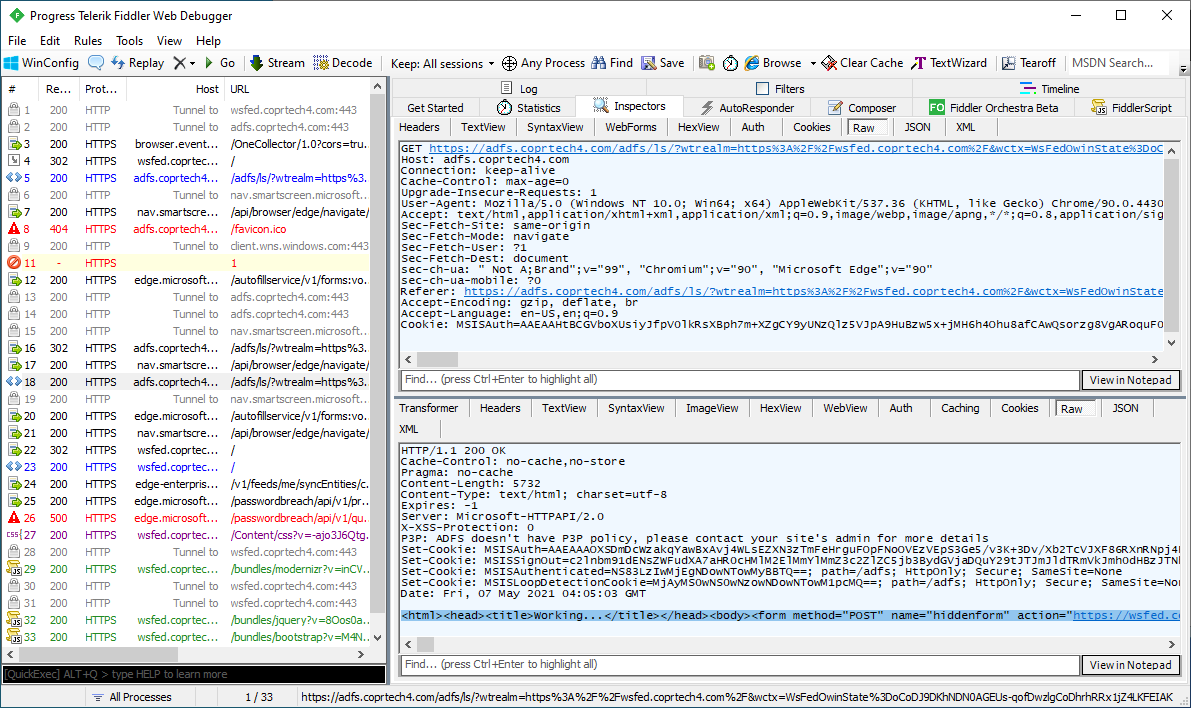 Progress Telerik Fiddler Web Debugger
File Edit Rules Tools View Help
WinConfig Replay Go Stream Decode Keep: All sessions Any Process Find Save Browse Clear Cache TextWizard Tearoff MSDN Search...
# Re... Prot... Host URL
1 200 HTTP Tunnel to wsfed.coprtech4.com:443
2 200 HTTP Tunnel to adfs.coprtech4.com:443
3 200 HTTPS browser.event... /OneCollector/1.0?cors=tru...
4 302 HTTPS wsfed.coprtec... /
5 200 HTTPS adfs.coprtech4... /adfs/ls/?wtrealm=https%3...
6 200 HTTP Tunnel to nav.smartscreen.microsoft...
7 200 HTTPS nav.smartscre... /api/browser/edge/navigate/
8 404 HTTPS adfs.coprtech4... /favicon.ico
9 200 HTTP Tunnel to client.wns.windows.com:443
11 - HTTPS 1
12 200 HTTPS edge.microsoft... /autofillservice/v1/forms:vo...
13 200 HTTP Tunnel to adfs.coprtech4.com:443
14 200 HTTP Tunnel to adfs.coprtech4.com:443
15 200 HTTP Tunnel to nav.smartscreen.microsoft...
16 302 HTTPS adfs.coprtech4... /adfs/ls/?wtrealm=https%3...
17 200 HTTPS nav.smartscre... /api/browser/edge/navigate/
18 200 HTTPS adfs.coprtech4... /adfs/ls/?wtrealm=https%3...
19 200 HTTP Tunnel to nav.smartscreen.microsoft...
20 200 HTTPS edge.microsoft... /autofillservice/v1/forms:vo...
21 200 HTTPS nav.smartscre... /api/browser/edge/navigate/
22 302 HTTPS wsfed.coprtec... /
23 200 HTTPS wsfed.coprtec... /
24 200 HTTPS edge-enterpris... /v1/feeds/me/syncEntities/c...
25 200 HTTPS edge.microsoft... /passwordbreach/api/v1/pr...
26 500 HTTPS edge.microsoft... /passwordbreach/api/v1/qu...
27 200 HTTPS wsfed.coprtec... /Content/css?v=-ajo3J6Qtg...
28 200 HTTP Tunnel to wsfed.coprtech4.com:443
29 200 HTTPS wsfed.coprtec... /bundles/modernizr?v=inCV...
30 200 HTTP Tunnel to wsfed.coprtech4.com:443
31 200 HTTP Tunnel to wsfed.coprtech4.com:443
32 200 HTTPS wsfed.coprtec... /bundles/jquery?v=8Oos0a...
33 200 HTTPS wsfed.coprtec... /bundles/bootstrap?v=M4N...
[QuickExec] ALT+Q > type HELP to learn more
Log Filters Timeline
Get Started Statistics Inspectors AutoResponder Composer FO Fiddler Orchestra Beta FiddlerScript
Headers TextView SyntaxView WebForms HexView Auth Cookies Raw JSON XML
GET https://adfs.coprtech4.com/adfs/ls/?wtrealm=https%3A%2F%2Fwsfed.coprtech4.com%2F&wctx=WsFedOwinState%3DoC
Host: adfs.coprtech4.com
Connection: keep-alive
Cache-Control: max-age=0
Upgrade-Insecure-Requests: 1
User-Agent: Mozilla/5.0 (Windows NT 10.0; Win64; x64) AppleWebKit/537.36 (KHTML, like Gecko) Chrome/90.0.4430
Accept: text/html,application/xhtml+xml,application/xml;q=0.9,image/webp,image/apng,*/*;q=0.8,application/sig
Sec-Fetch-Site: same-origin
Sec-Fetch-Mode: navigate
Sec-Fetch-User: ?1
Sec-Fetch-Dest: document
sec-ch-ua: " Not A;Brand";v="99", "Chromium";v="90", "Microsoft Edge";v="90"
sec-ch-ua-mobile: ?0
Referer: https://adfs.coprtech4.com/adfs/ls/?wtrealm=https%3A%2F%2Fwsfed.coprtech4.com%2F&wctx=WsFedOwinState
Accept-Encoding: gzip, deflate, br
Accept-Language: en-US,en;q=0.9
Cookie: MSISAuth=AAEAAHtBCGVboXUsiyJfpV0lkRsXBph7m+XZgCY9yUNzQlz5VJpA9HuBzw5x+jMH6h4Ohu8afCAwQsorzg8VgARoquFO
Find... (press Ctrl+Enter to highlight all) View in Notepad
Transformer Headers TextView SyntaxView ImageView HexView WebView Auth Caching Cookies Raw JSON
XML
HTTP/1.1 200 OK
Cache-Control: no-cache,no-store
Pragma: no-cache
Content-Length: 5732
Content-Type: text/html; charset=utf-8
Expires: -1
Server: Microsoft-HTTPAPI/2.0
X-XSS-Protection: 0
P3P: ADFS doesn't have P3P policy, please contact your site's admin for more details
Set-Cookie: MSISAuth=AAEAAAOXSDmDcWzakqYawBxAvj4WLsEZXN3zTmFeHrguFOpFNoOVEzVEpS3Ge5/v3K+3Dv/Xb2TcVJXF86RXnRNpj4
Set-Cookie: MSISSignOut=c2lnbm91dENsZWFudXA7aHR0cHMlM2ElMmYlMmZ3c2ZlZC5jb3BydGVjaDQuY29tJTJmJldTRmVkJmhodHBzJTN
Set-Cookie: MSISAuthenticated=NS83LzIwMjEgNDowNTowMyBBTQ==; path=/adfs; HttpOnly; Secure; SameSite=None
Set-Cookie: MSISLoopDetectionCookie=MjAyMS0wNS0wNzowNDowNTowM1pcMQ==; path=/adfs; HttpOnly; Secure; SameSite=Non
Date: Fri, 07 May 2021 04:05:03 GMT
<html><head><title>Working...</title></head><body><form method="POST" name="hiddenform" action="https://wsfed.co
Find... (press Ctrl+Enter to highlight all) View in Notepad
All Processes 1 / 33 https://adfs.coprtech4.com/adfs/ls/?wtrealm=https%3A%2F%2Fwsfed.coprtech4.com%2F&wctx=WsFedOwinState%3DoCoDJ9DKhNDN0AGEUs-qofDwzlgCoDhrhRRx1jZ4LKFEIAK